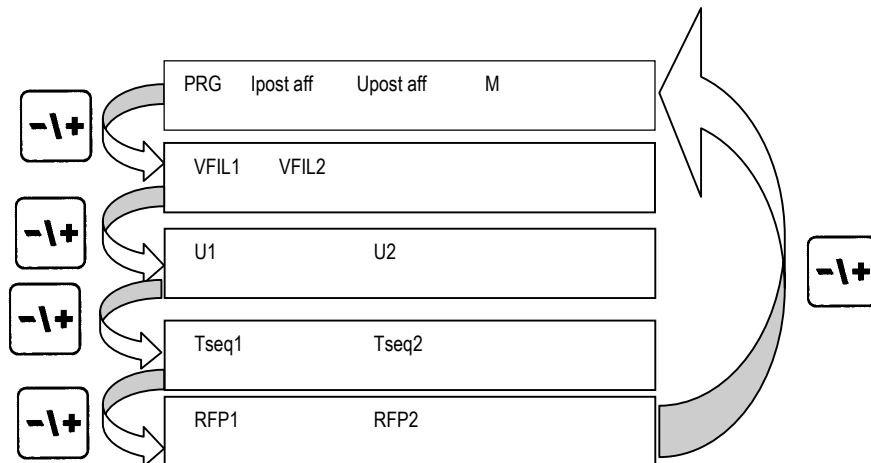 PRG Ipost aff Upost aff M
-\+
VFIL1 VFIL2
-\+
U1 U2
-\+
-\+
Tseq1 Tseq2
-\+
RFP1 RFP2